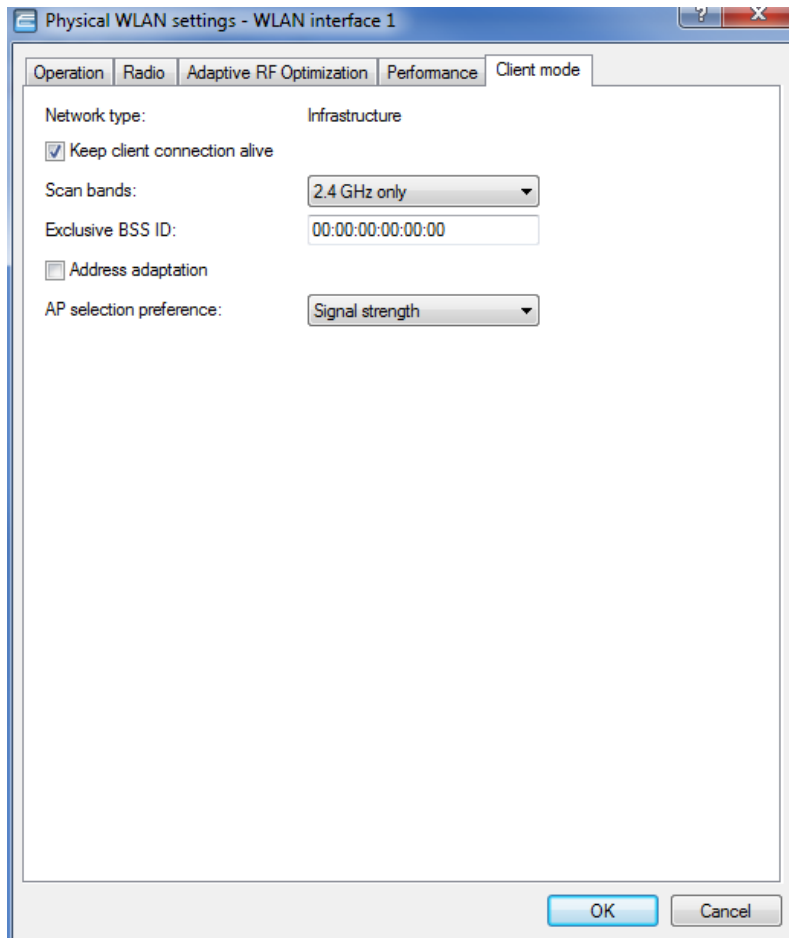 Physical WLAN settings - WLAN interface 1
? X
Operation Radio Adaptive RF Optimization Performance Client mode
Network type: Infrastructure
Keep client connection alive
Scan bands: 2.4 GHz only
Exclusive BSS ID: 00:00:00:00:00:00
Address adaptation
AP selection preference: Signal strength
OK Cancel